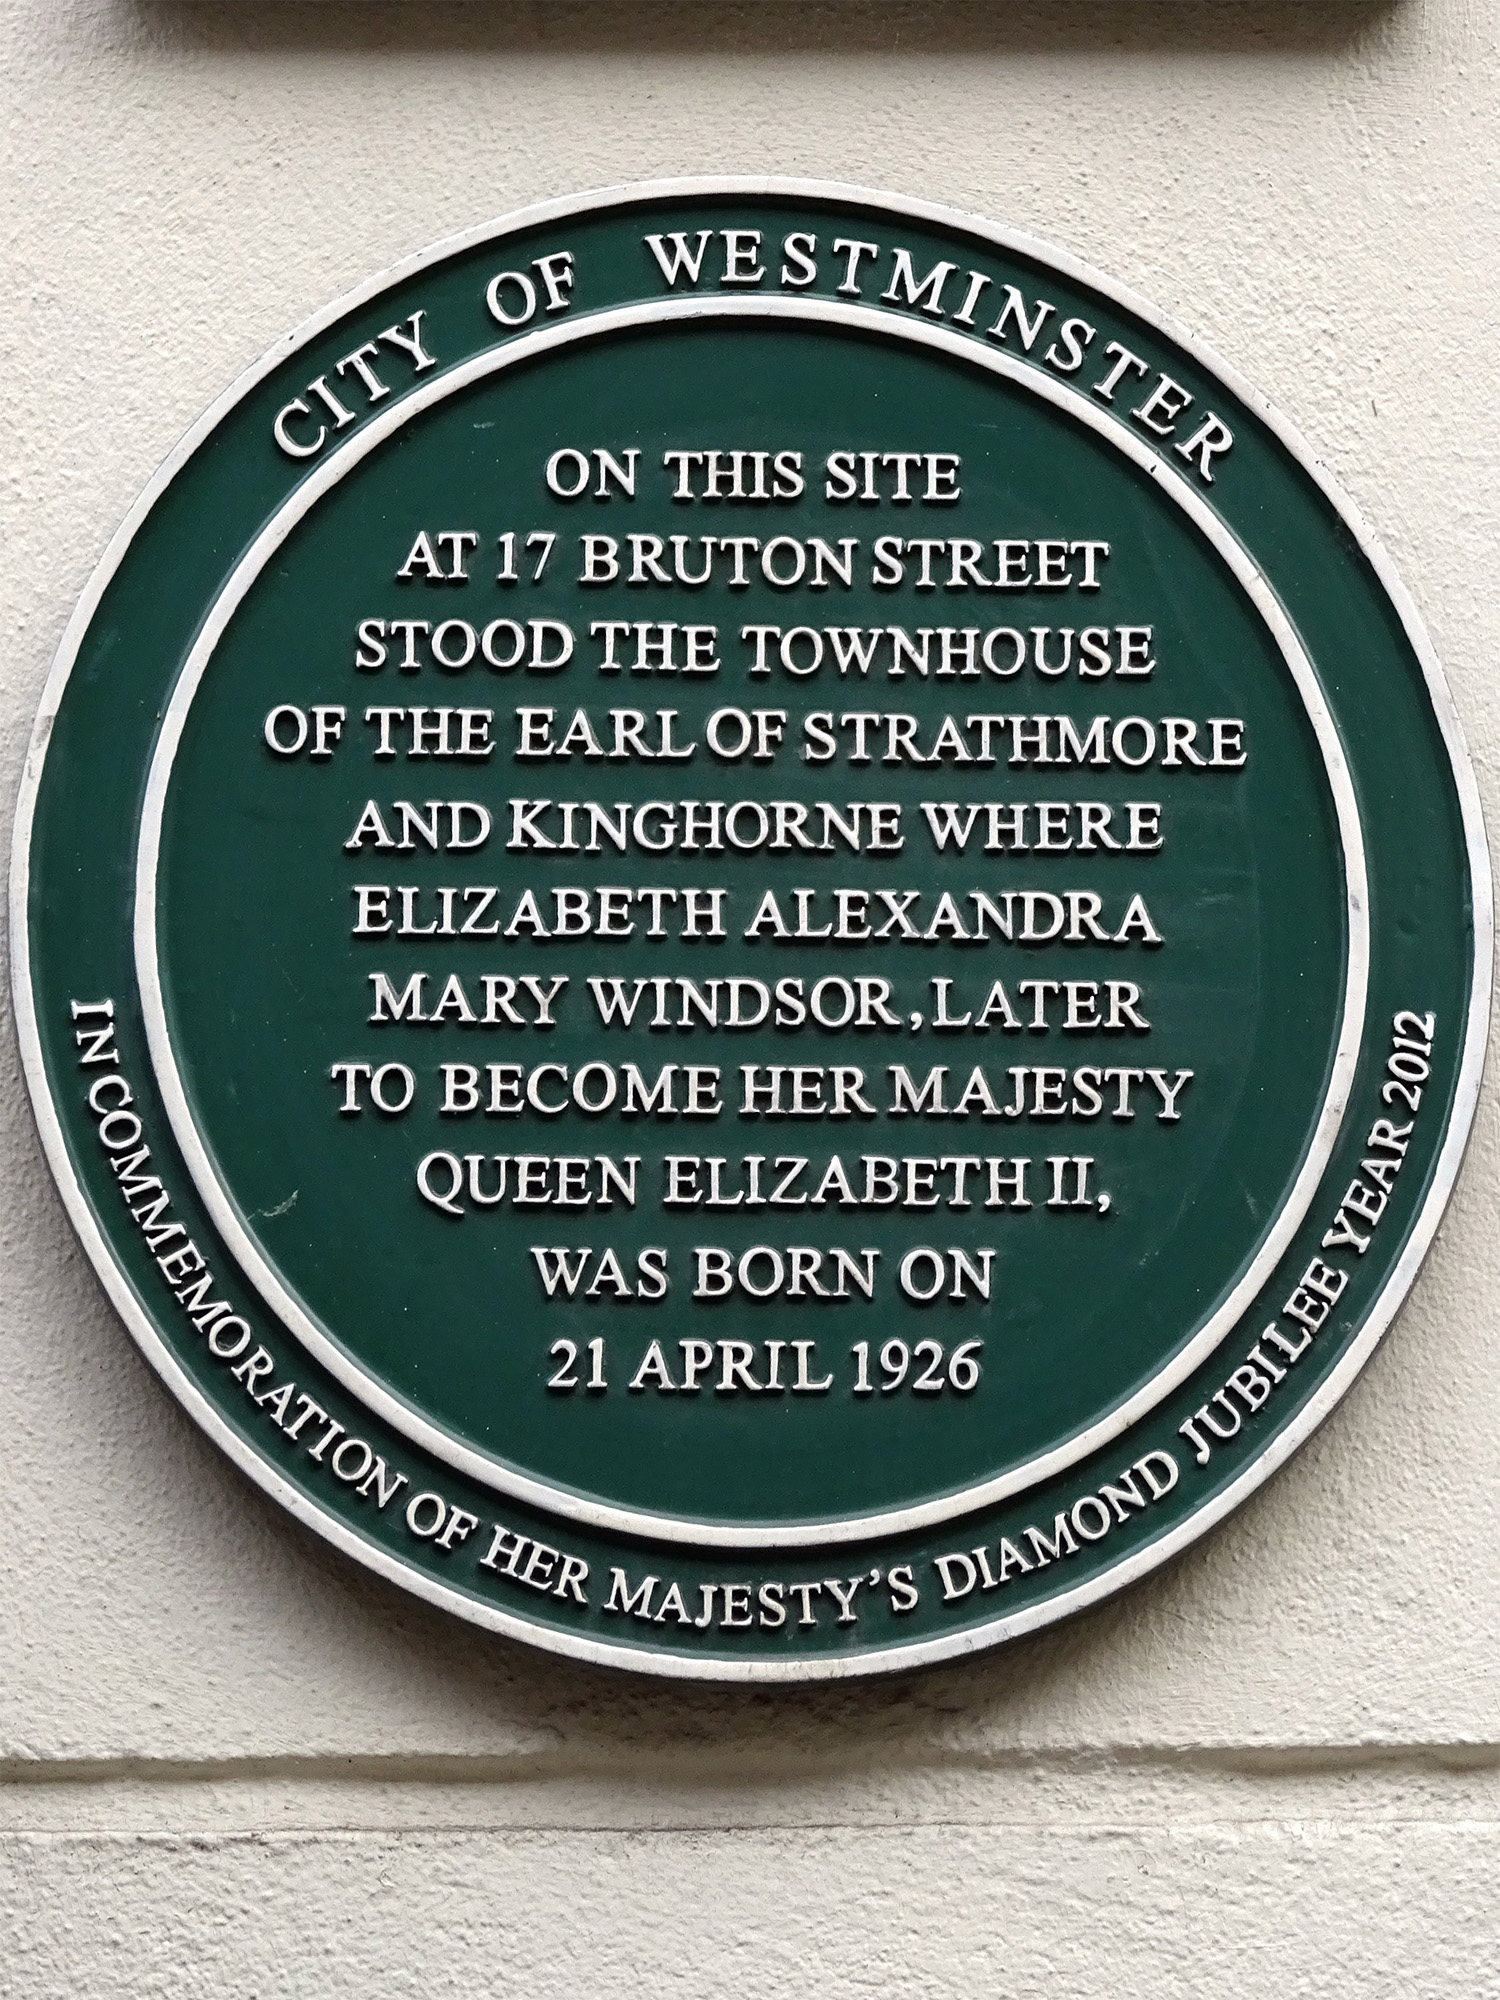 CITY OF WESTMINSTER
ON THIS SITE
AT 17 BRUTON STREET
STOOD THE TOWNHOUSE
OF THE EARL OF STRATHMORE
AND KINGHORNE WHERE
ELIZABETH ALEXANDRA
MARY WINDSOR, LATER
TO BECOME HER MAJESTY
QUEEN ELIZABETH II,
WAS BORN ON
21 APRIL 1926
IN COMMEMORATION OF HER MAJESTY'S DIAMOND JUBILEE YEAR 2012